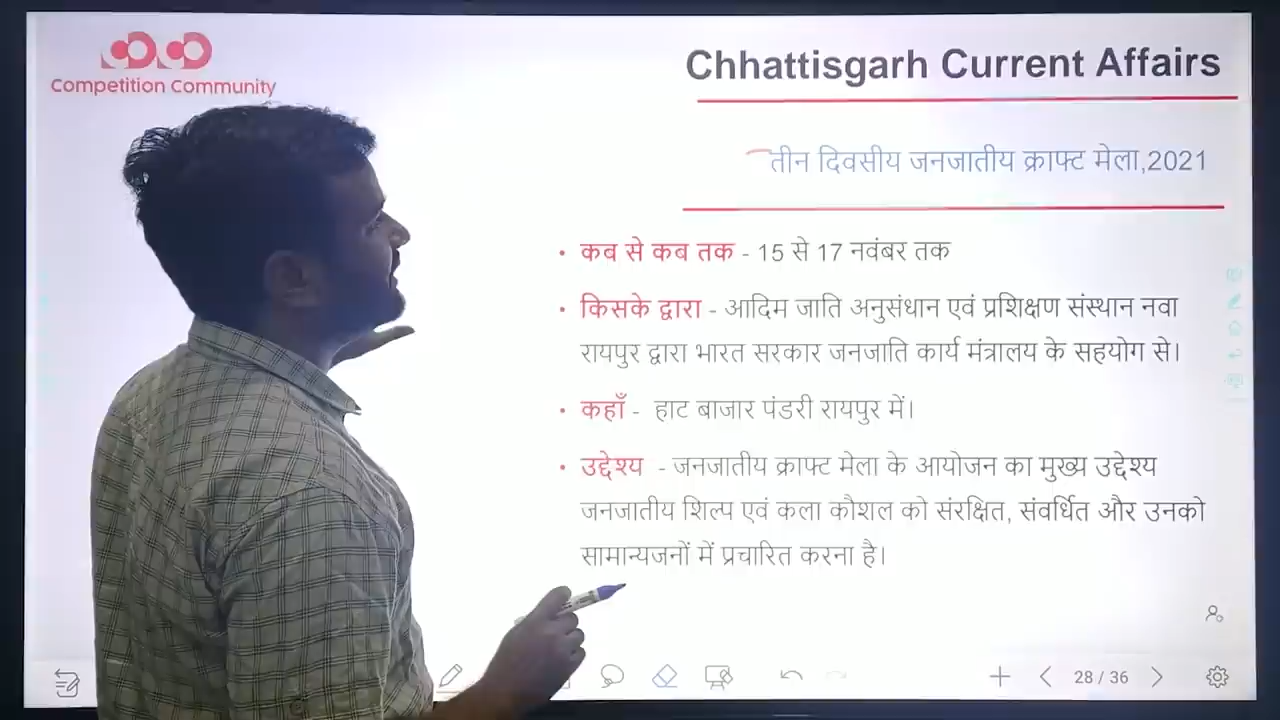 Competition Community
Chhattisgarh Current Affairs
तीन दिवसीय जनजातीय क्राफ्ट मेला,2021
• कब से कब तक - 15 से 17 नवंबर तक
• किसके द्वारा - आदिम जाति अनुसंधान एवं प्रशिक्षण संस्थान नवा
रायपुर द्वारा भारत सरकार जनजाति कार्य मंत्रालय के सहयोग से।
• कहाँ - हाट बाजार पंडरी रायपुर में।
• उद्देश्य - जनजातीय क्राफ्ट मेला के आयोजन का मुख्य उद्देश्य
जनजातीय शिल्प एवं कला कौशल को संरक्षित, संवर्धित और उनको
सामान्यजनों में प्रचारित करना है।
28 / 36